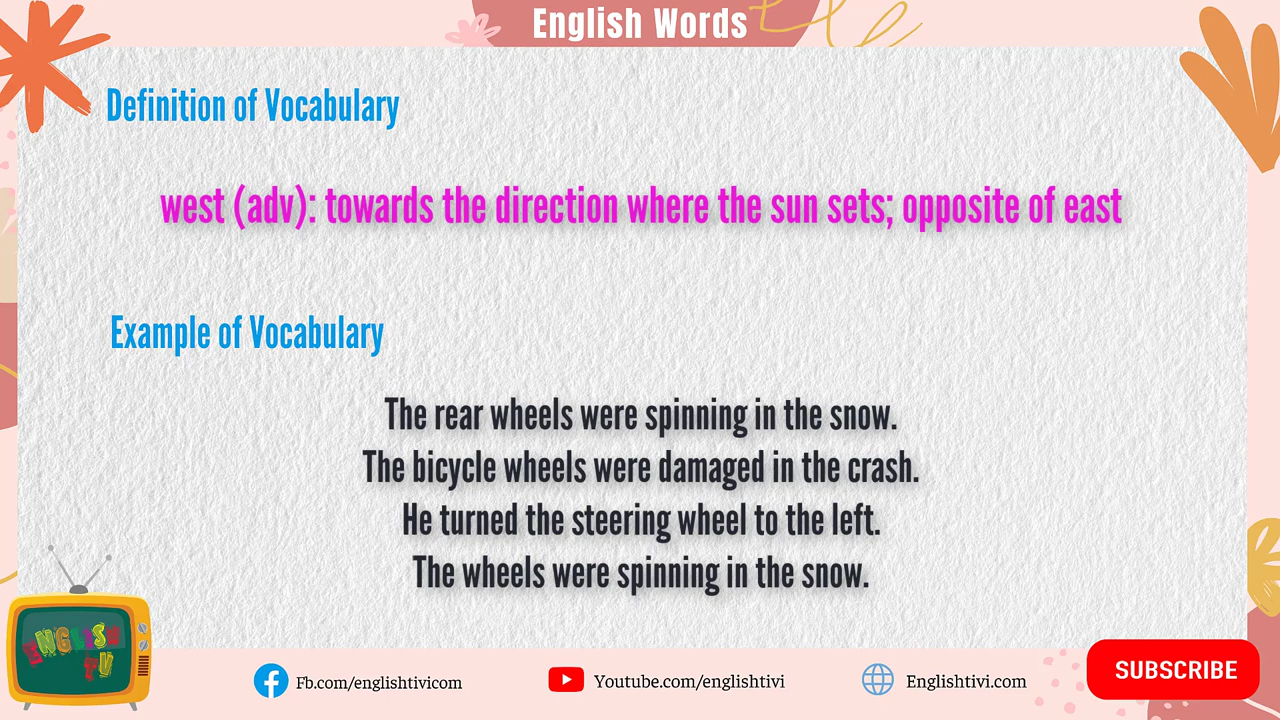 English Words
Definition of Vocabulary
west (adv): towards the direction where the sun sets; opposite of east
Example of Vocabulary
The rear wheels were spinning in the snow.
The bicycle wheels were damaged in the crash.
He turned the steering wheel to the left.
The wheels were spinning in the snow.
ENGLISH
TV
Fb.com/englishtivicom
Youtube.com/englishtivi
Englishtivi.com
SUBSCRIBE